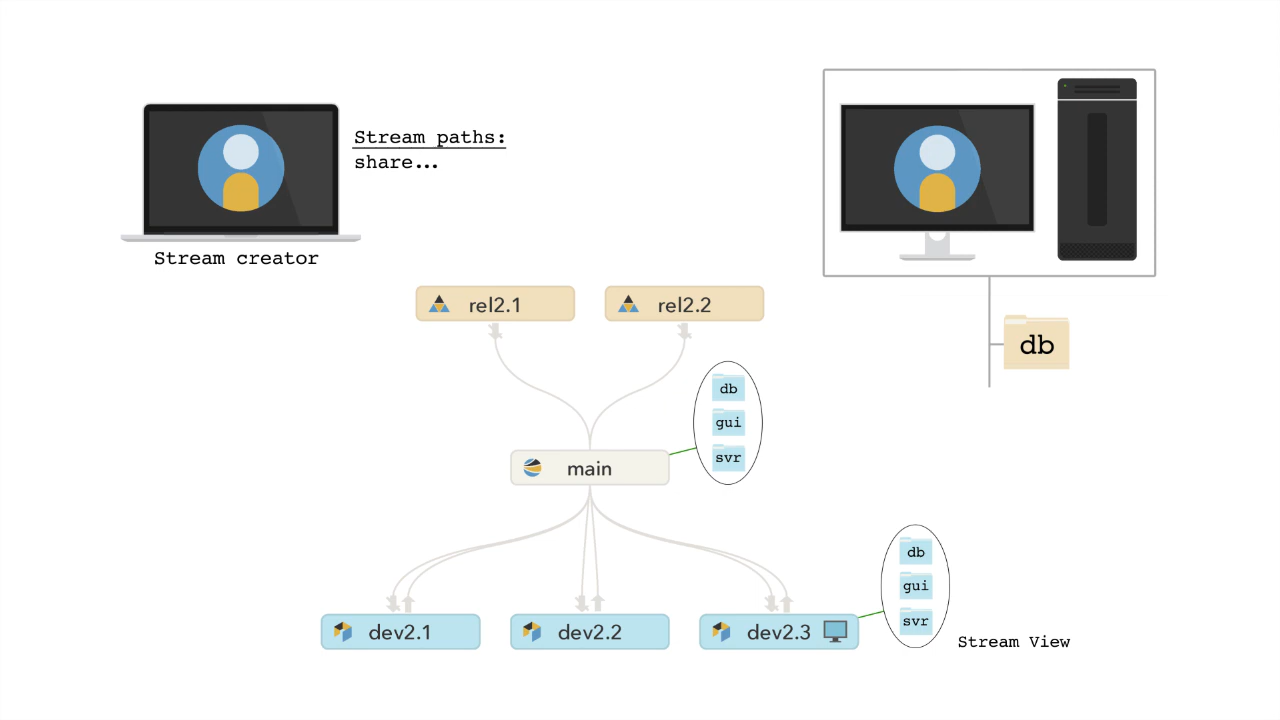 Stream paths:
share...
Stream creator
rel2.1
rel2.2
db
db
gui
svr
main
db
gui
svr
dev2.1
dev2.2
dev2.3
Stream View